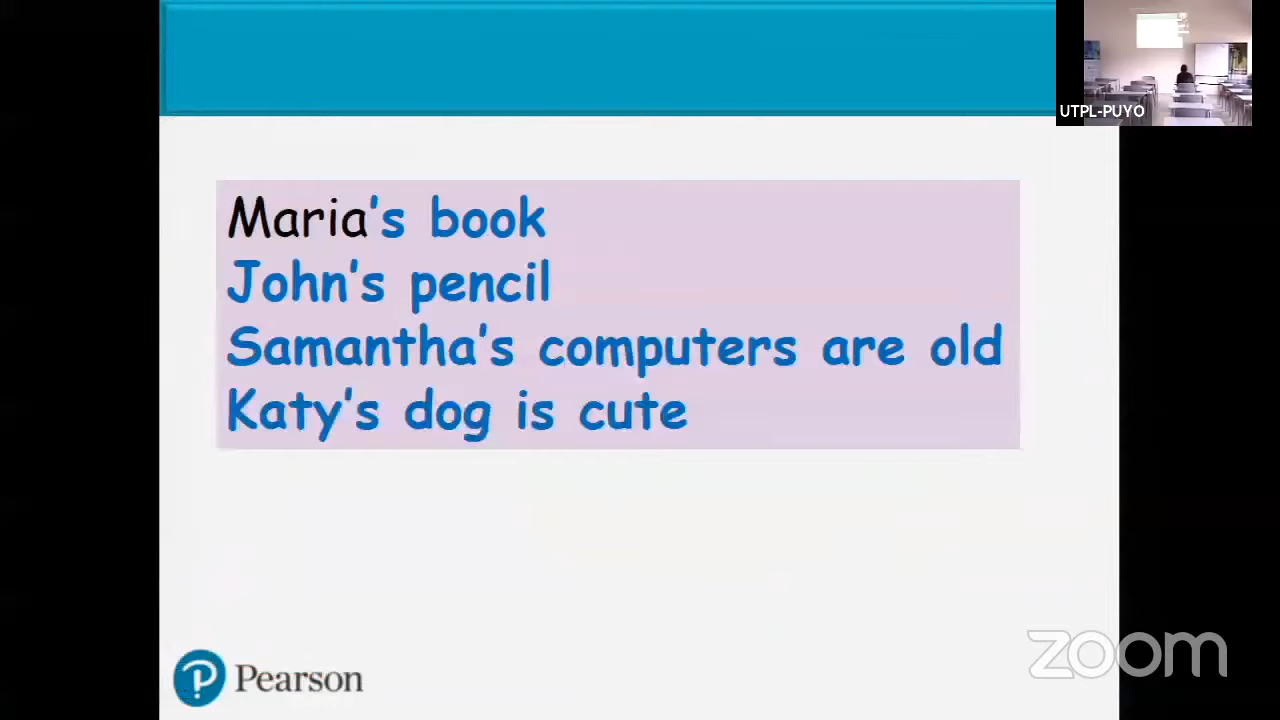 UTPL-PUYO
Maria's book
John's pencil
Samantha's computers are old
Katy's dog is cute
Pearson
zoom